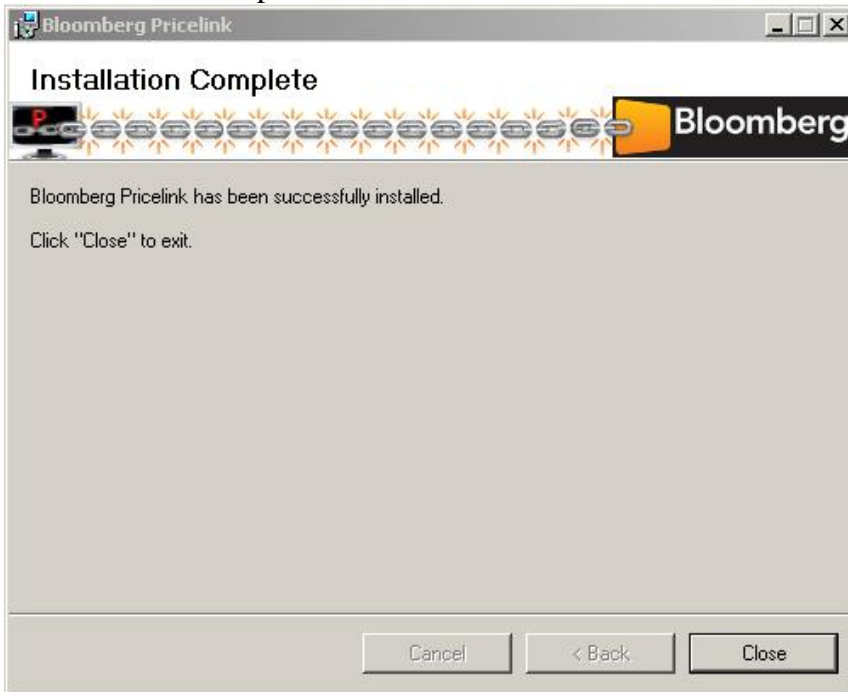 Bloomberg Pricelink
Installation Complete
P
Bloomberg
Bloomberg Pricelink has been successfully installed.
Click "Close" to exit.
Cancel
< Back
Close